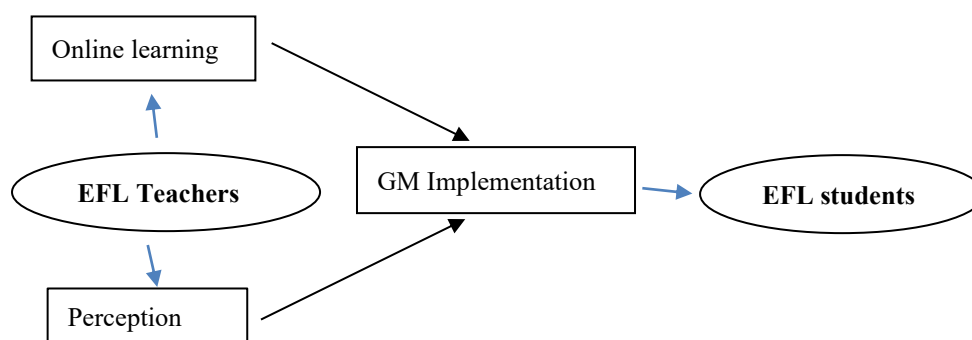 Online learning
EFL Teachers
GM Implementation
EFL students
Perception